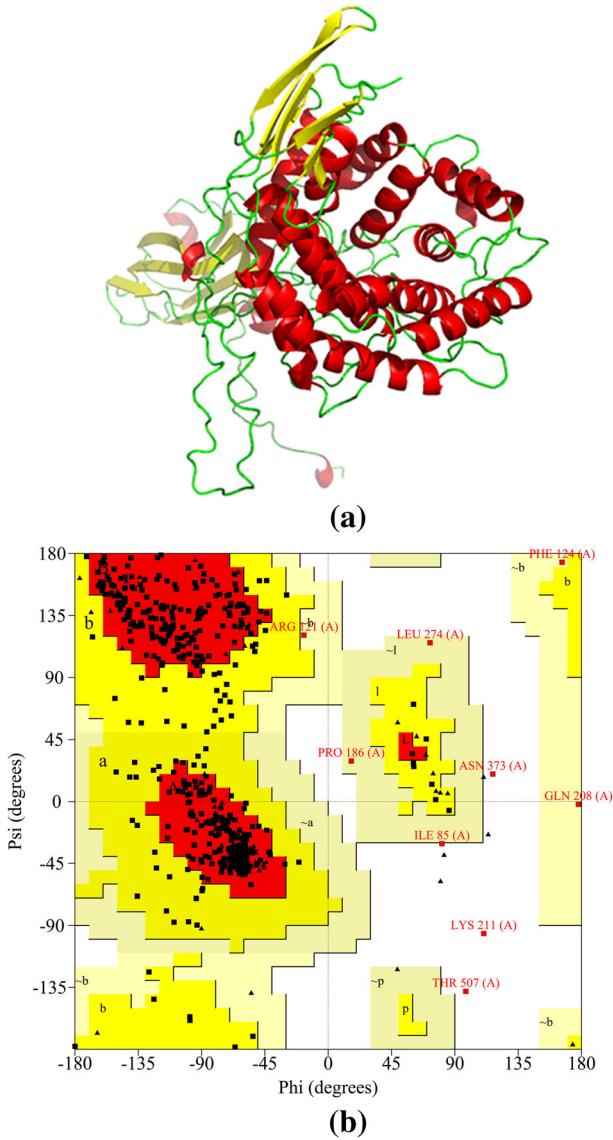 (a)
180
PHE 124 (A)
B
~b
b
135
b
~b
ARG 121 (A)
LEU 274 (A)
~l
90
l
45
a
L
PRO 186 (A)
ASN 373 (A)
A
0
GLN 208 (A)
~a
ILE 85 (A)
-45
-90
LYS 211 (A)
-135
~b
~p
THR 507 (A)
b
p
~b
-180
-135
-90
-45
0
45
90
135
180
Psi (degrees)
Phi (degrees)
(b)